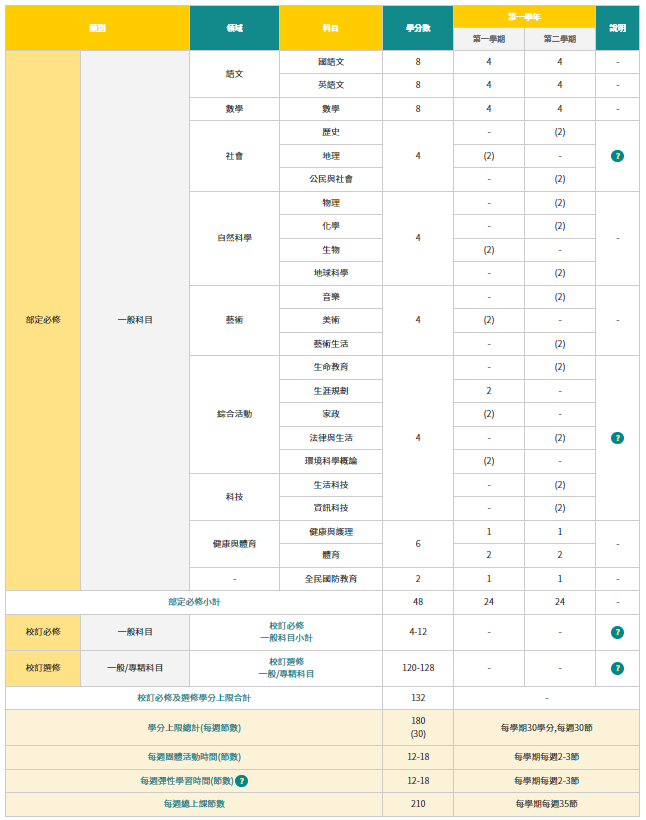 類別 領域 科目 學分數 第一學年 說明
第一學期 第二學期
部定必修 一般科目 語文 國語文 8 4 4 -
英語文 8 4 4 -
數學 數學 8 4 4 -
社會 歷史 4 - (2) ?
地理 (2) -
公民與社會 - (2)
自然科學 物理 4 - (2) -
化學 - (2)
生物 (2) -
地球科學 - (2)
藝術 音樂 4 - (2) -
美術 (2) -
藝術生活 - (2)
綜合活動 生命教育 4 - (2) ?
生涯規劃 2 -
家政 (2) -
法律與生活 - (2)
環境科學概論 (2) -
科技 生活科技 - (2)
資訊科技 - (2)
健康與體育 健康與護理 6 1 1 -
體育 2 2
- 全民國防教育 2 1 1 -
部定必修小計 48 24 24 -
校訂必修 一般科目 校訂必修 4-12 - - ?
一般科目小計
校訂選修 一般/專精科目 校訂選修 120-128 - - ?
一般/專精科目
校訂必修及選修學分上限合計 132 -
學分上限總計(每週節數) 180 每學期30學分,每週30節
(30)
每週團體活動時間(節數) 12-18 每學期每週2-3節
每週彈性學習時間(節數) ? 12-18 每學期每週2-3節
每週總上課節數 210 每學期每週35節